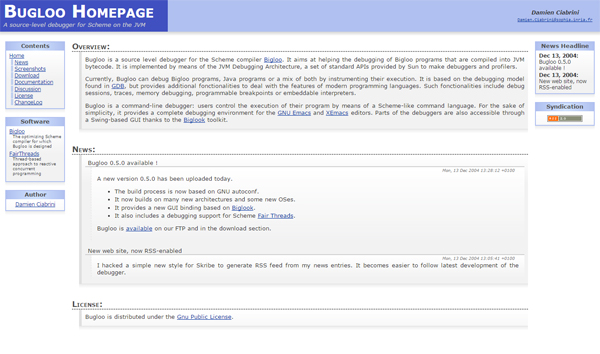 Bugloo Homepage
A source-level debugger for Scheme on the JVM
Damien Ciabrini
Damien.Ciabrini@sophia.inria.fr
Contents
Home
News
Screenshots
Download
Documentation
Discussion
License
ChangeLog
Software
Bigloo
The optimizing Scheme
compiler for which
Bugloo is designed
FairThreads
Thread-based
approach to reactive
concurrent
programming
Author
Damien Ciabrini
Overview:
Bugloo is a source level debugger for the Scheme compiler Bigloo. It aims at helping the debugging of Bigloo programs that are compiled into JVM
bytecode. It is implemented by means of the JVM Debugging Architecture, a set of standard APIs provided by Sun to make debuggers and profilers.
Currently, Bugloo can debug Bigloo programs, Java programs or a mix of both by instrumenting their execution. It is based on the debugging model
found in GDB, but provides additional functionalities to deal with the features of modern programming languages. Such functionalities include debug
sessions, traces, memory debugging, programmable breakpoints or embeddable interpreters.
Bugloo is a command-line debugger: users control the execution of their program by means of a Scheme-like command language. For the sake of
simplicity, it provides a complete debugging environment for the GNU Emacs and XEmacs editors. Parts of the debuggers are also accessible through
a Swing-based GUI thanks to the Biglook toolkit.
News:
Bugloo 0.5.0 available !
Mon, 13 Dec 2004 13:28:12 +0100
A new version 0.5.0 has been uploaded today.
• The build process is now based on GNU autoconf.
• It now builds on many new architectures and some new OSes.
• It provides a new GUI binding based on Biglook.
• It also includes a debugging support for Scheme Fair Threads.
Bugloo is available on our FTP and in the download section.
New web site, now RSS-enabled
Mon, 13 Dec 2004 13:05:41 +0100
I hacked a simple new style for Skribe to generate RSS feed from my news entries. It becomes easier to follow latest development of the
debugger.
License:
Bugloo is distributed under the Gnu Public License.
News Headline
Dec 13, 2004:
Bugloo 0.5.0
available !
Dec 13, 2004:
New web site, now
RSS-enabled
Syndication